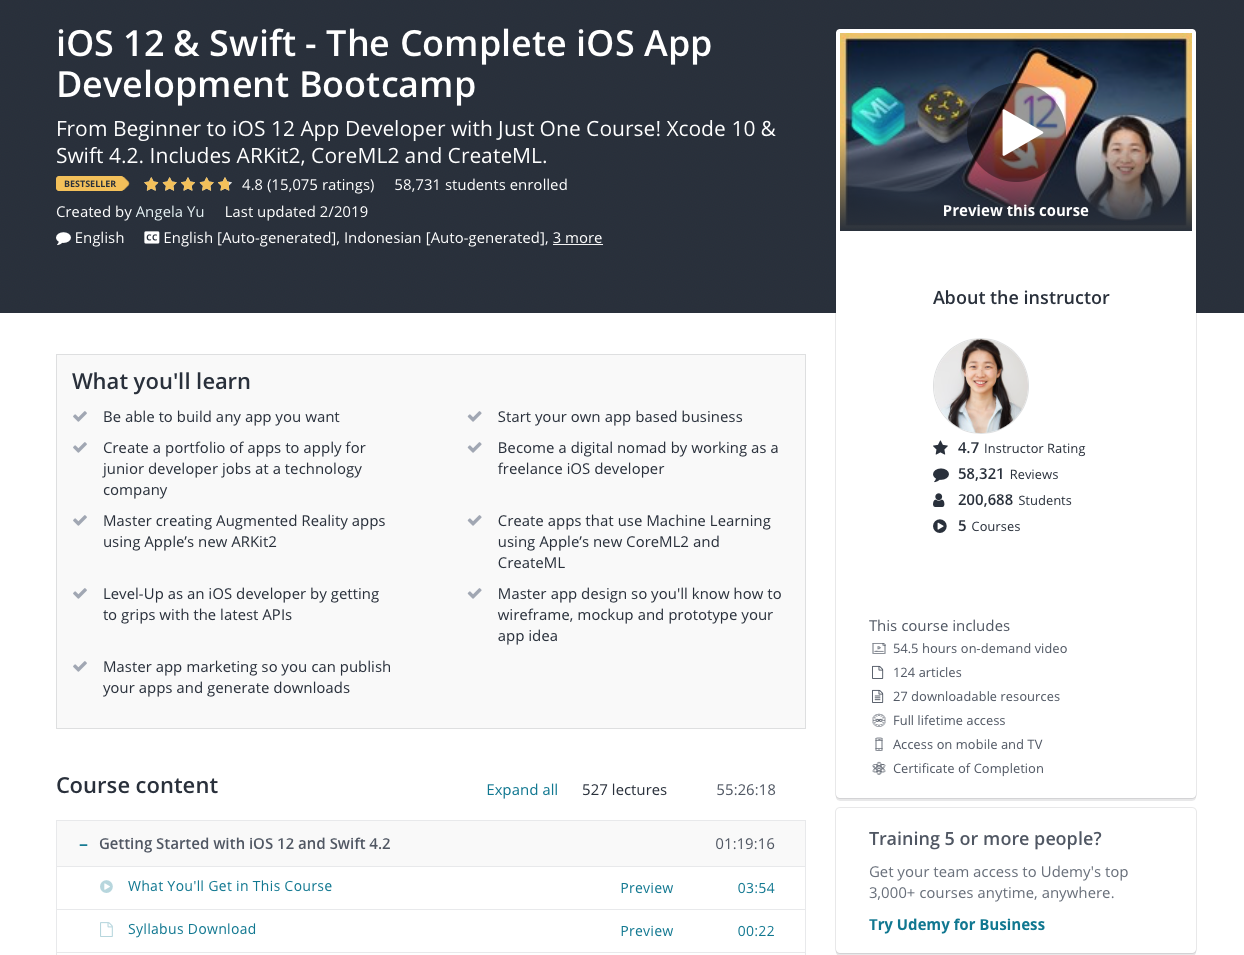 iOS 12 & Swift - The Complete iOS App
Development Bootcamp
From Beginner to iOS 12 App Developer with Just One Course! Xcode 10 &
Swift 4.2. Includes ARKit2, CoreML2 and CreateML.
BESTSELLER 4.8 (15,075 ratings) 58,731 students enrolled
Created by Angela Yu Last updated 2/2019
English CC English [Auto-generated], Indonesian [Auto-generated], 3 more
ML
12
Preview this course
About the instructor
4.7 Instructor Rating
58,321 Reviews
200,688 Students
5 Courses
This course includes
54.5 hours on-demand video
124 articles
27 downloadable resources
Full lifetime access
Access on mobile and TV
Certificate of Completion
What you'll learn
Be able to build any app you want
Start your own app based business
Create a portfolio of apps to apply for
junior developer jobs at a technology
company
Become a digital nomad by working as a
freelance iOS developer
Master creating Augmented Reality apps
using Apple’s new ARKit2
Create apps that use Machine Learning
using Apple’s new CoreML2 and
CreateML
Level-Up as an iOS developer by getting
to grips with the latest APIs
Master app design so you'll know how to
wireframe, mockup and prototype your
app idea
Master app marketing so you can publish
your apps and generate downloads
Course content Expand all 527 lectures 55:26:18
– Getting Started with iOS 12 and Swift 4.2 01:19:16
What You'll Get in This Course Preview 03:54
Syllabus Download Preview 00:22
Training 5 or more people?
Get your team access to Udemy's top
3,000+ courses anytime, anywhere.
Try Udemy for Business